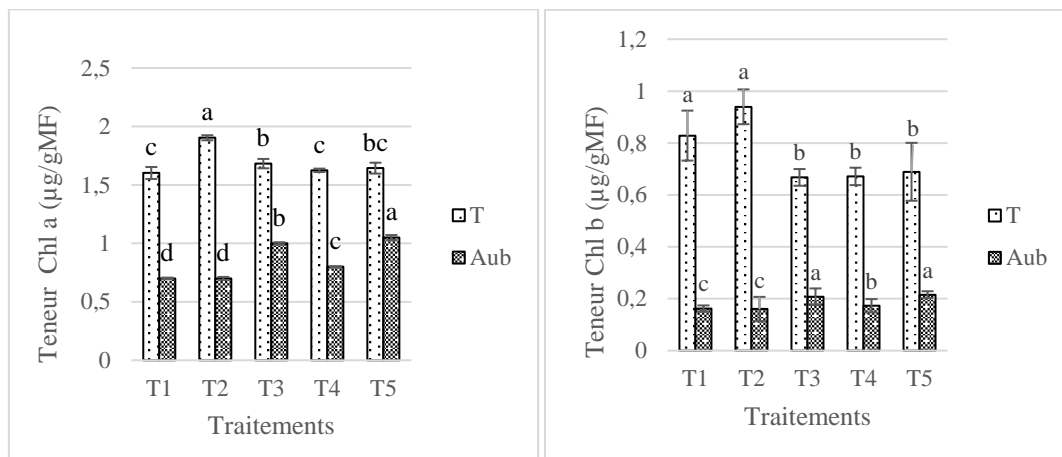 2,5
2
1,5
1
0,5
0
Teneur Chl a (µg/gMF)
c
a
b
c
bc
d
d
b
c
a
T1 T2 T3 T4 T5
Traitements
T
Aub
1,2
1
0,8
0,6
0,4
0,2
0
Teneur Chl b (µg/gMF)
a
a
b
b
b
c
c
a
b
a
T1 T2 T3 T4 T5
Traitements
T
Aub